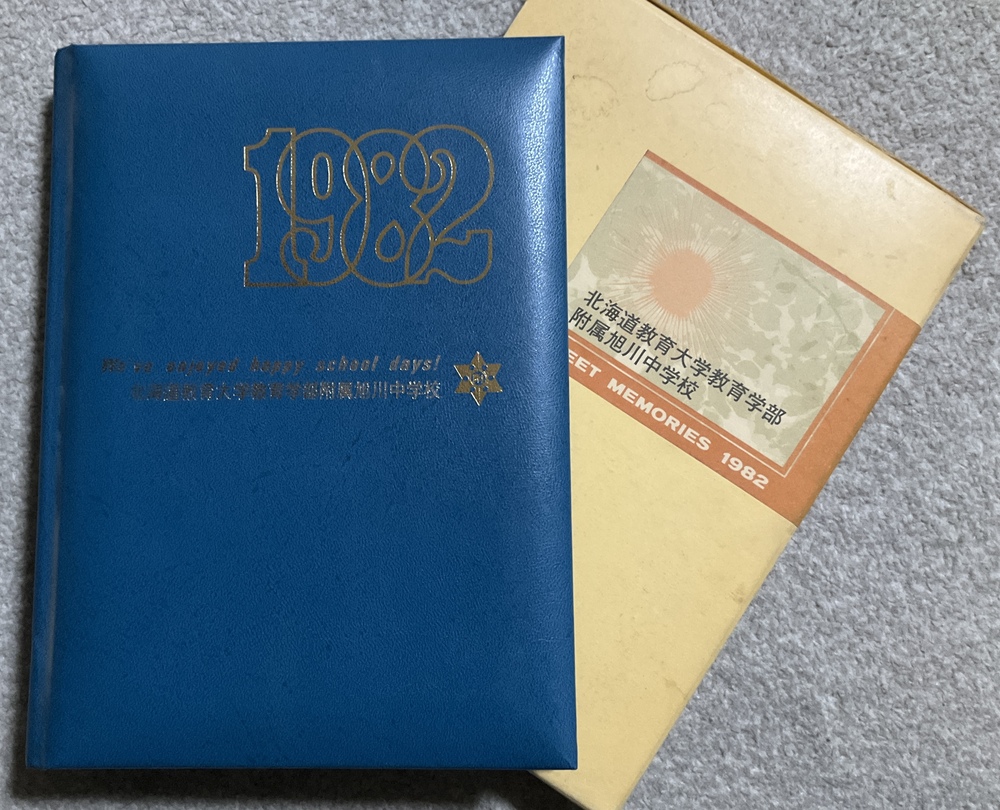 1982
We've enjoyed happy school days!
北海道教育大学教育学部附属旭川中学校
北海道教育大学教育学部
附属旭川中学校
EET MEMORIES 1982